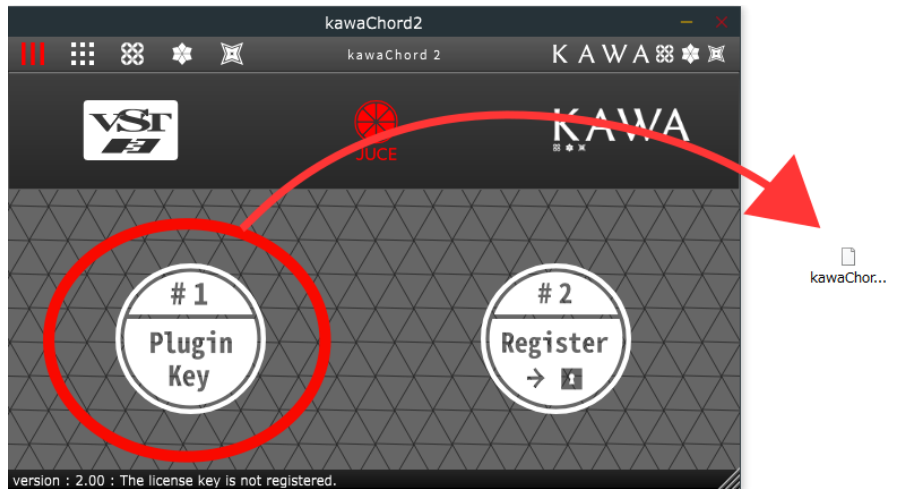 kawaChord2
kawaChord 2
KAWA
VST
3
JUCE
KAWA
kawaChor...
# 1
Plugin
Key
# 2
Register
→
version : 2.00 : The license key is not registered.